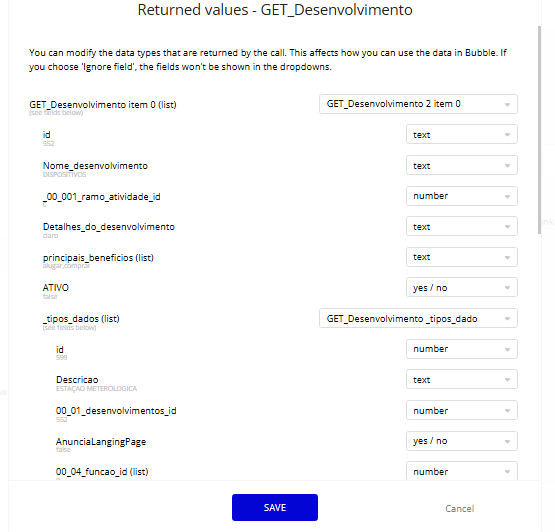 Returned values - GET_Desenvolvimento
You can modify the data types that are returned by the call. This affects how you can use the data in Bubble. If
you choose 'Ignore field', the fields won't be shown in the dropdowns.
GET_Desenvolvimento item 0 (list) GET_Desenvolvimento 2 item 0
(see fields below)
id text
552
Nome_desenvolvimento text
DISPOSITIVOS
_00_001_ramo_atividade_id number
Detalhes_do_desenvolvimento text
claro
principais_beneficios (list) text
alugar,comprar
ATIVO yes / no
false
_tipos_dados (list) GET_Desenvolvimento _tipos_dado
(see fields below)
id number
598
Descricao text
ESTAÇAO METEROLOGICA
00_01_desenvolvimentos_id number
552
AnunciaLangingPage yes / no
false
00_04_funcao_id (list) number
SAVE Cancel